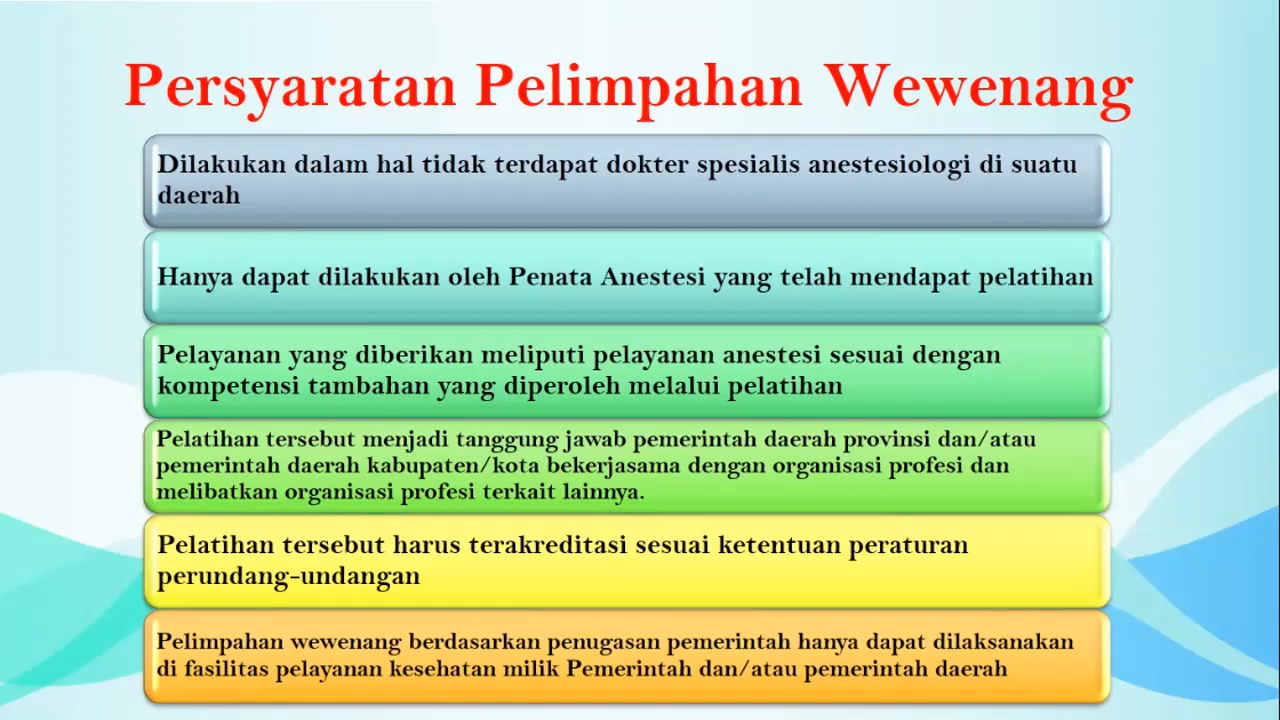 Persyaratan Pelimpahan Wewenang
Dilakukan dalam hal tidak terdapat dokter spesialis anestesiologi di suatu
daerah
Hanya dapat dilakukan oleh Penata Anestesi yang telah mendapat pelatihan
Pelayanan yang diberikan meliputi pelayanan anestesi sesuai dengan
kompetensi tambahan yang diperoleh melalui pelatihan
Pelatihan tersebut menjadi tanggung jawab pemerintah daerah provinsi dan/atau
pemerintah daerah kabupaten/kota bekerjasama dengan organisasi profesi dan
melibatkan organisasi profesi terkait lainnya.
Pelatihan tersebut harus terakreditasi sesuai ketentuan peraturan
perundang-undangan
Pelimpahan wewenang berdasarkan penugasan pemerintah hanya dapat dilaksanakan
di fasilitas pelayanan kesehatan milik Pemerintah dan/atau pemerintah daerah